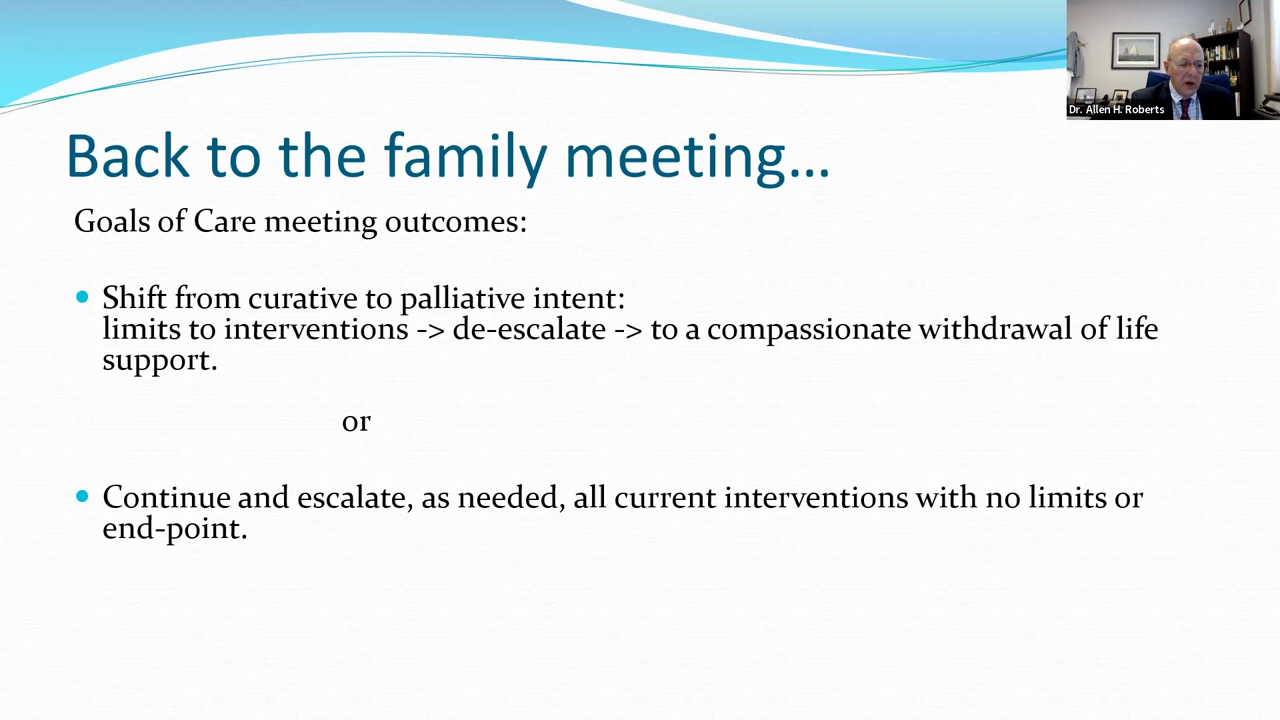 Dr. Allen H. Roberts
Back to the family meeting...
Goals of Care meeting outcomes:
• Shift from curative to palliative intent:
limits to interventions -> de-escalate -> to a compassionate withdrawal of life
support.
or
• Continue and escalate, as needed, all current interventions with no limits or
end-point.